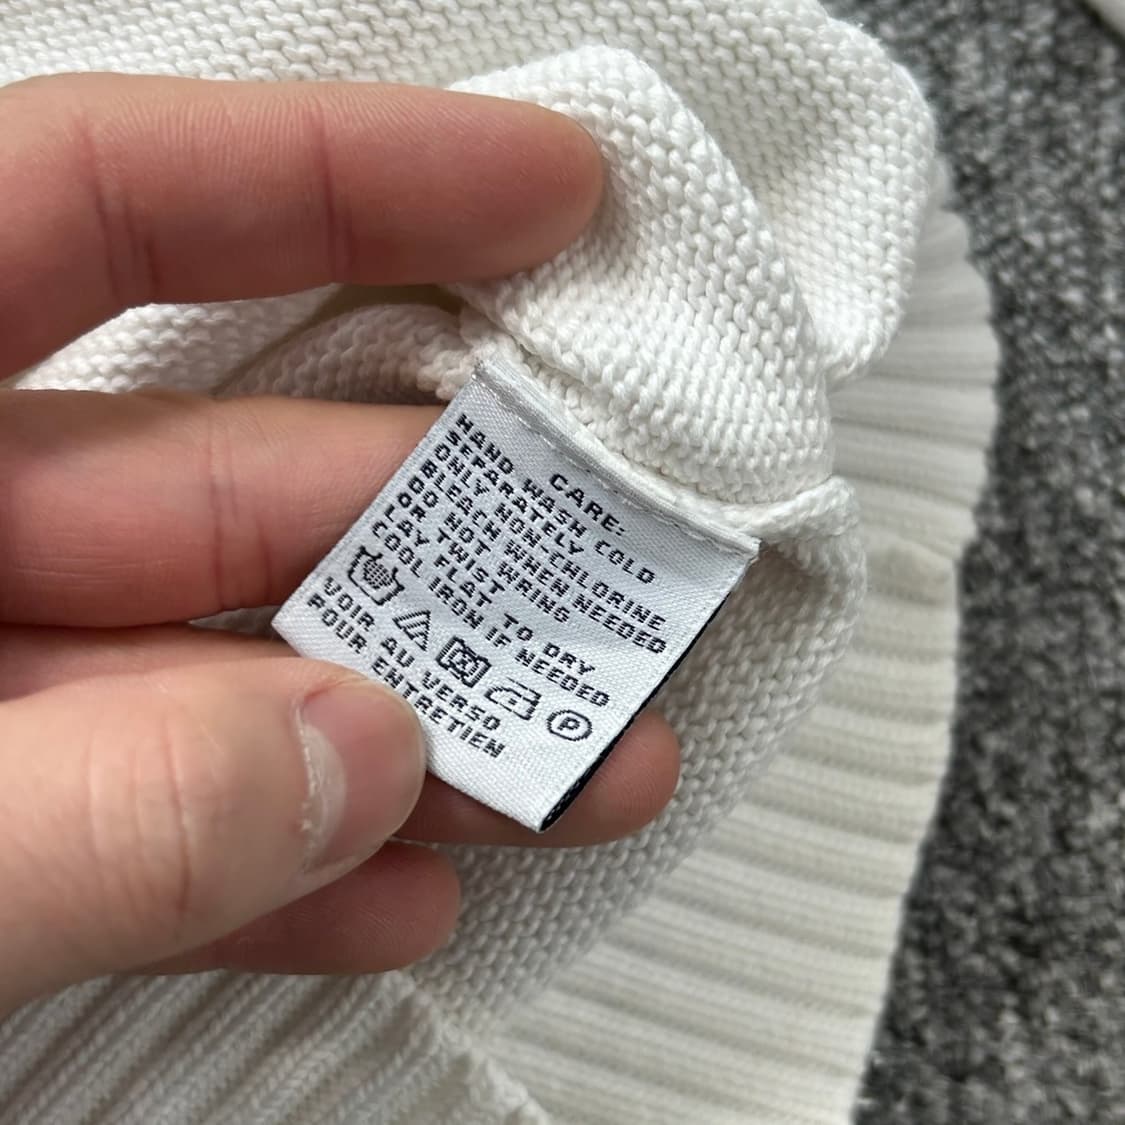 CARE:
HAND WASH COLD
SEPARATELY
ONLY NON-CHLORINE
BLEACH WHEN NEEDED
DO NOT TWIST WRING
LAY FLAT TO DRY
COOL IRON IF NEEDED
P
VOIR AU VERSO
POUR ENTRETIEN